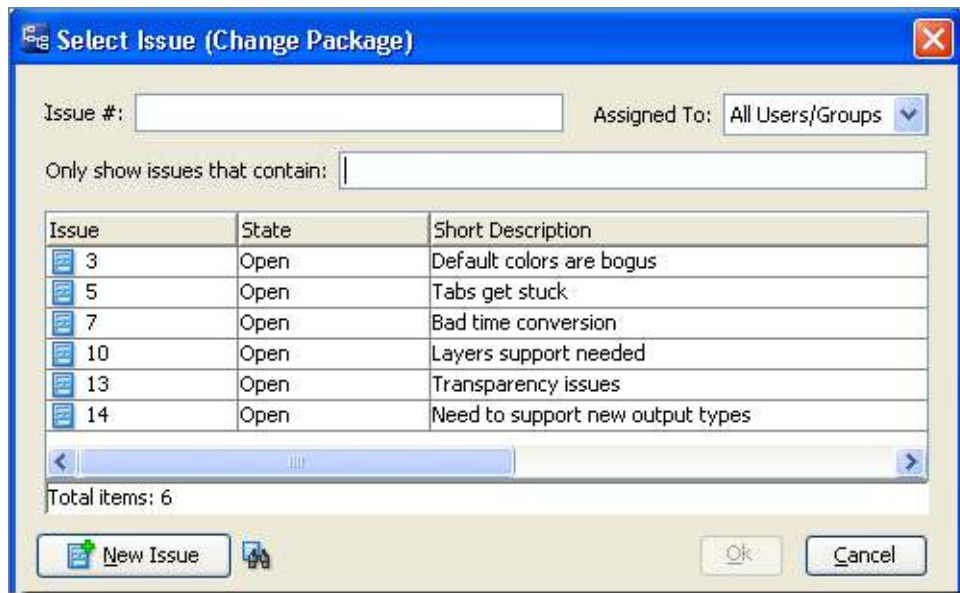 Select Issue (Change Package)
Issue #: Assigned To: All Users/Groups
Only show issues that contain:
Issue State Short Description
3 Open Default colors are bogus
5 Open Tabs get stuck
7 Open Bad time conversion
10 Open Layers support needed
13 Open Transparency issues
14 Open Need to support new output types
Total items: 6
New Issue Ok Cancel